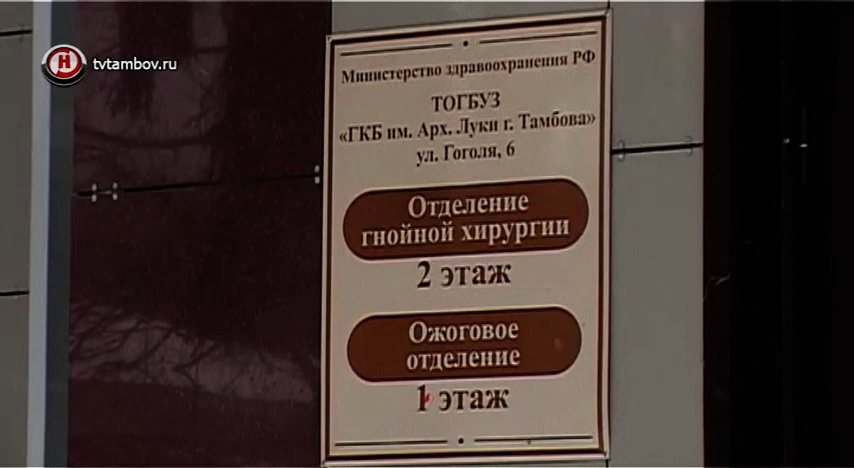 Н tvtambov.ru
Министерство здравоохранения РФ
ТОГБУЗ
«ГКБ им. Арх. Луки г. Тамбова»
ул. Гоголя, 6
Отделение
гнойной хирургии
2 этаж
Ожоговое
отделение
1 этаж